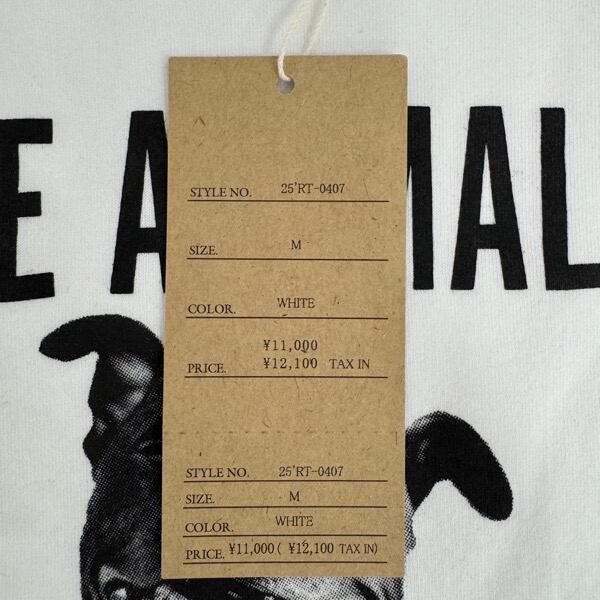 E A MAL
STYLE NO. 25'RT-0407
SIZE. M
COLOR. WHITE
¥11,000
PRICE. ¥12,100 TAX IN
STYLE NO. 25'RT-0407
SIZE. M
COLOR. WHITE
PRICE. ¥11,000 ( ¥12,100 TAX IN)